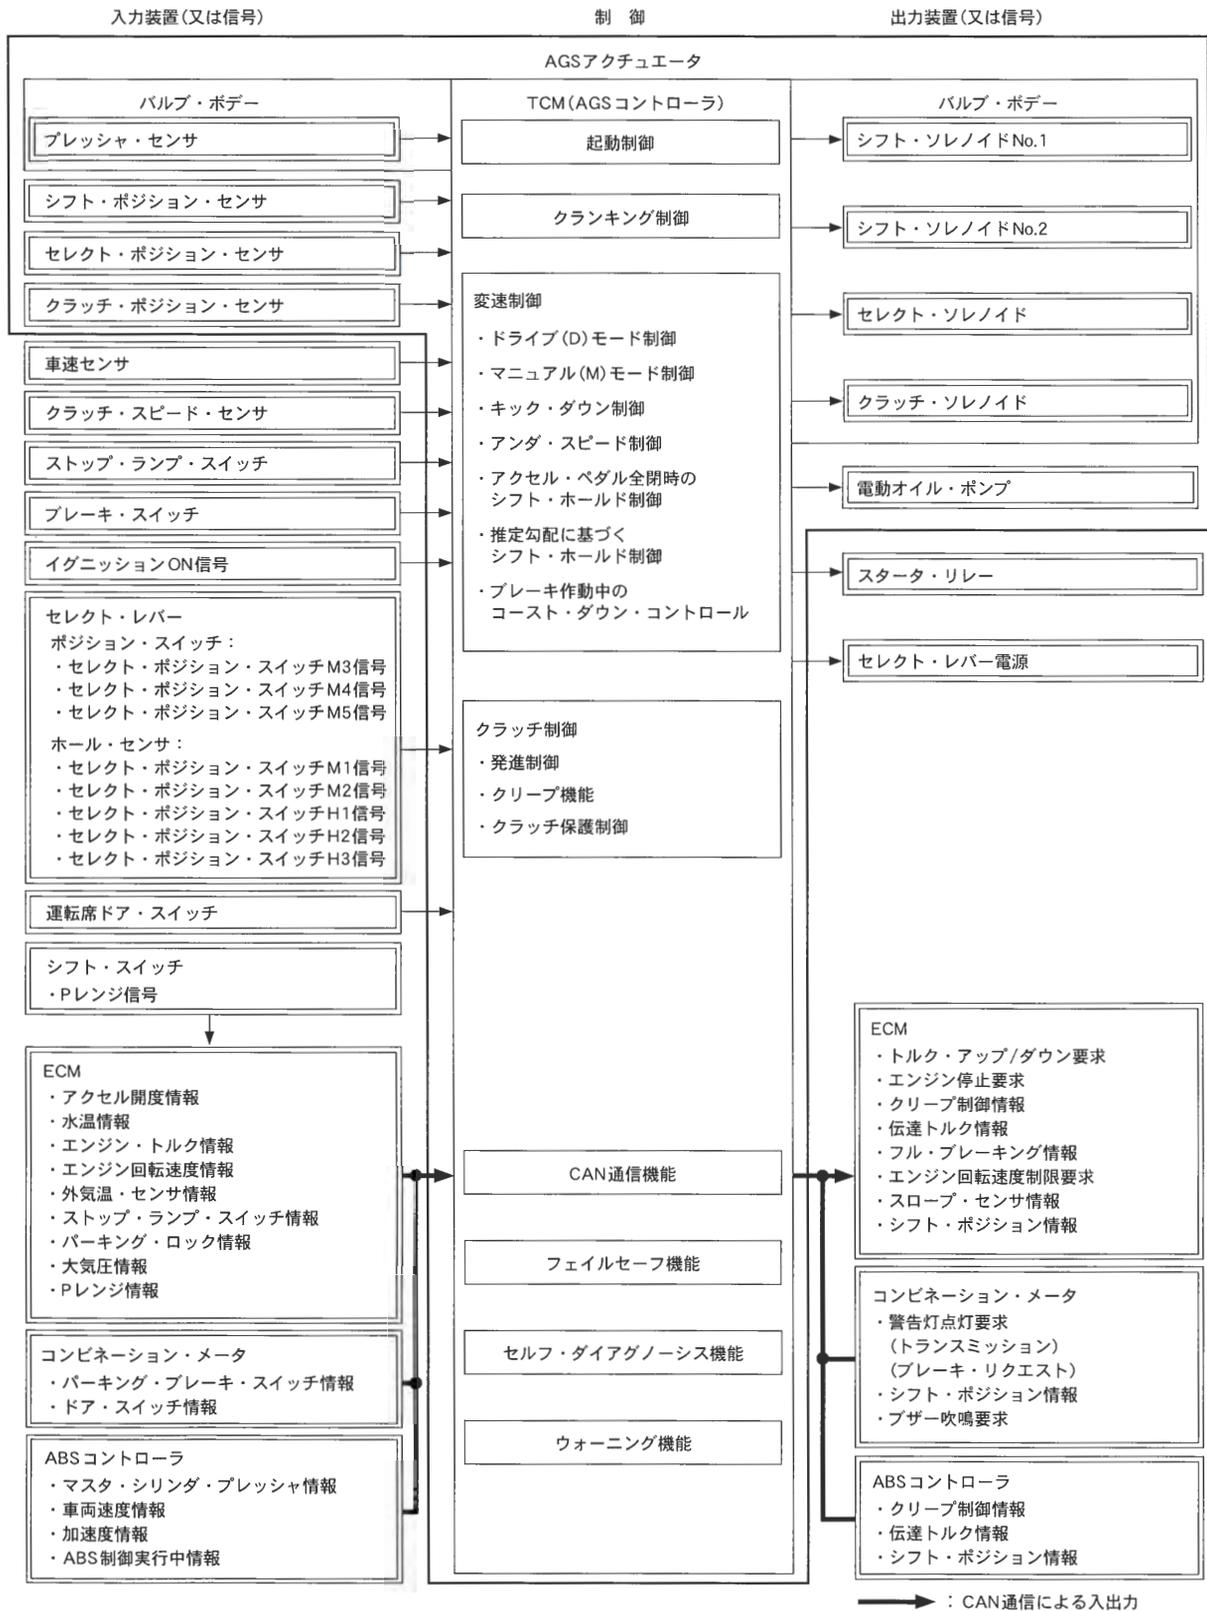 入力装置(又は信号)
制　御
出力装置(又は信号)
AGSアクチュエータ
バルブ・ボデー
プレッシャ・センサ
シフト・ポジション・センサ
セレクト・ポジション・センサ
クラッチ・ポジション・センサ
車速センサ
クラッチ・スピード・センサ
ストップ・ランプ・スイッチ
ブレーキ・スイッチ
イグニッションON信号
セレクト・レバー
ポジション・スイッチ：
・セレクト・ポジション・スイッチM3信号
・セレクト・ポジション・スイッチM4信号
・セレクト・ポジション・スイッチM5信号
ホール・センサ：
・セレクト・ポジション・スイッチM1信号
・セレクト・ポジション・スイッチM2信号
・セレクト・ポジション・スイッチH1信号
・セレクト・ポジション・スイッチH2信号
・セレクト・ポジション・スイッチH3信号
運転席ドア・スイッチ
シフト・スイッチ
・Pレンジ信号
ECM
・アクセル開度情報
・水温情報
・エンジン・トルク情報
・エンジン回転速度情報
・外気温・センサ情報
・ストップ・ランプ・スイッチ情報
・パーキング・ロック情報
・大気圧情報
・Pレンジ情報
コンビネーション・メータ
・パーキング・ブレーキ・スイッチ情報
・ドア・スイッチ情報
ABSコントローラ
・マスタ・シリンダ・プレッシャ情報
・車両速度情報
・加速度情報
・ABS制御実行中情報
TCM(AGSコントローラ)
起動制御
クランキング制御
変速制御
・ドライブ(D)モード制御
・マニュアル(M)モード制御
・キック・ダウン制御
・アンダ・スピード制御
・アクセル・ペダル全閉時の
シフト・ホールド制御
・推定勾配に基づく
シフト・ホールド制御
・ブレーキ作動中の
コースト・ダウン・コントロール
クラッチ制御
・発進制御
・クリープ機能
・クラッチ保護制御
CAN通信機能
フェイルセーフ機能
セルフ・ダイアグノーシス機能
ウォーニング機能
バルブ・ボデー
シフト・ソレノイドNo.1
シフト・ソレノイドNo.2
セレクト・ソレノイド
クラッチ・ソレノイド
電動オイル・ポンプ
スタータ・リレー
セレクト・レバー電源
ECM
・トルク・アップ/ダウン要求
・エンジン停止要求
・クリープ制御情報
・伝達トルク情報
・フル・ブレーキング情報
・エンジン回転速度制限要求
・スロープ・センサ情報
・シフト・ポジション情報
コンビネーション・メータ
・警告灯点灯要求
(トランスミッション)
(ブレーキ・リクエスト)
・シフト・ポジション情報
・ブザー吹鳴要求
ABSコントローラ
・クリープ制御情報
・伝達トルク情報
・シフト・ポジション情報
：CAN通信による入出力